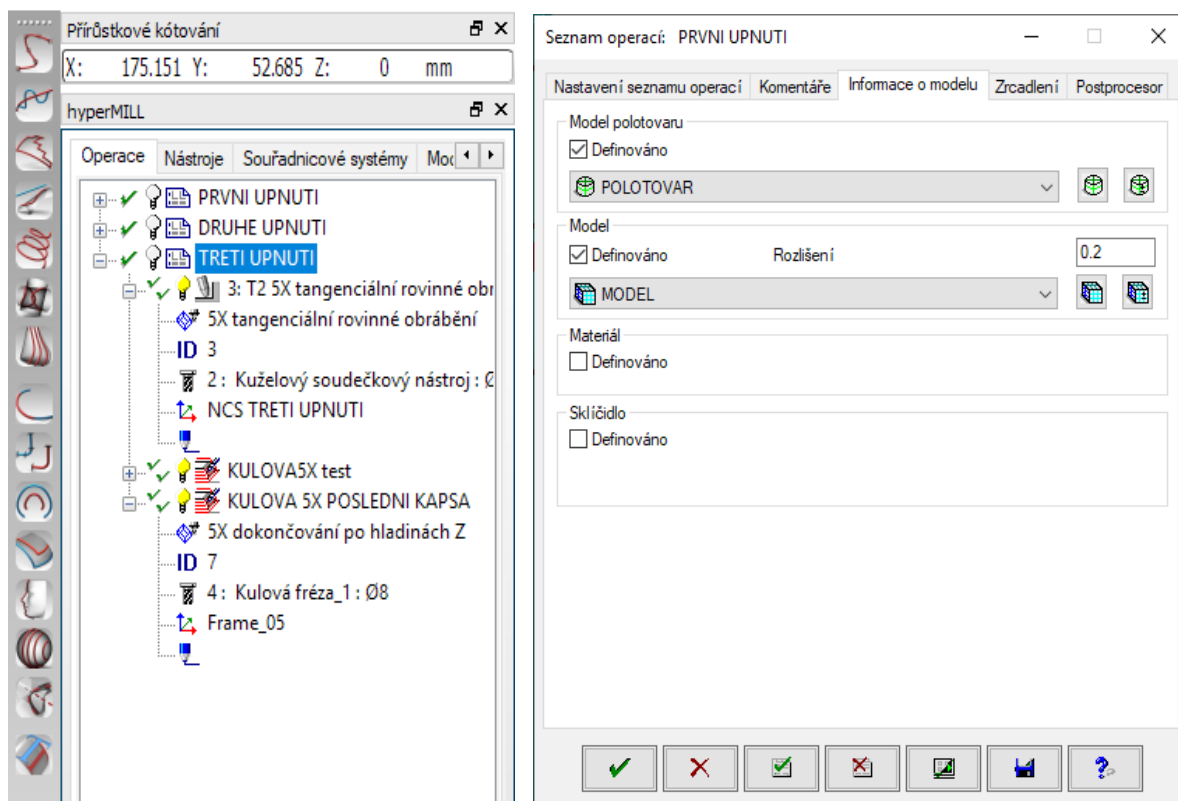 Přírůstkové kótování
X: 175.151 Y: 52.685 Z: 0 mm
hyperMILL
Operace Nástroje Souřadnicové systémy
PRVNI UPNUTI
DRUHE UPNUTI
TRETI UPNUTI
3: T2 5X tangenciální rovinné
5X tangenciální rovinné obrábění
ID 3
2 : Kuželový soudečkový nástroj :
NCS TRETI UPNUTI
KULOVA5X test
KULOVA 5X POSLEDNI KAPSA
5X dokončování po hladinách Z
ID 7
4 : Kulová fréza_1 : Ø8
Frame_05
Seznam operací: PRVNI UPNUTI
Nastavení seznamu operací Komentáře Informace o modelu Zrcadlení Postprocesor
Model polotovaru
Definováno
POLOTOVAR
Model
Definováno Rozlišení 0.2
MODEL
Materiál
Definováno
Sklíčidlo
Definováno